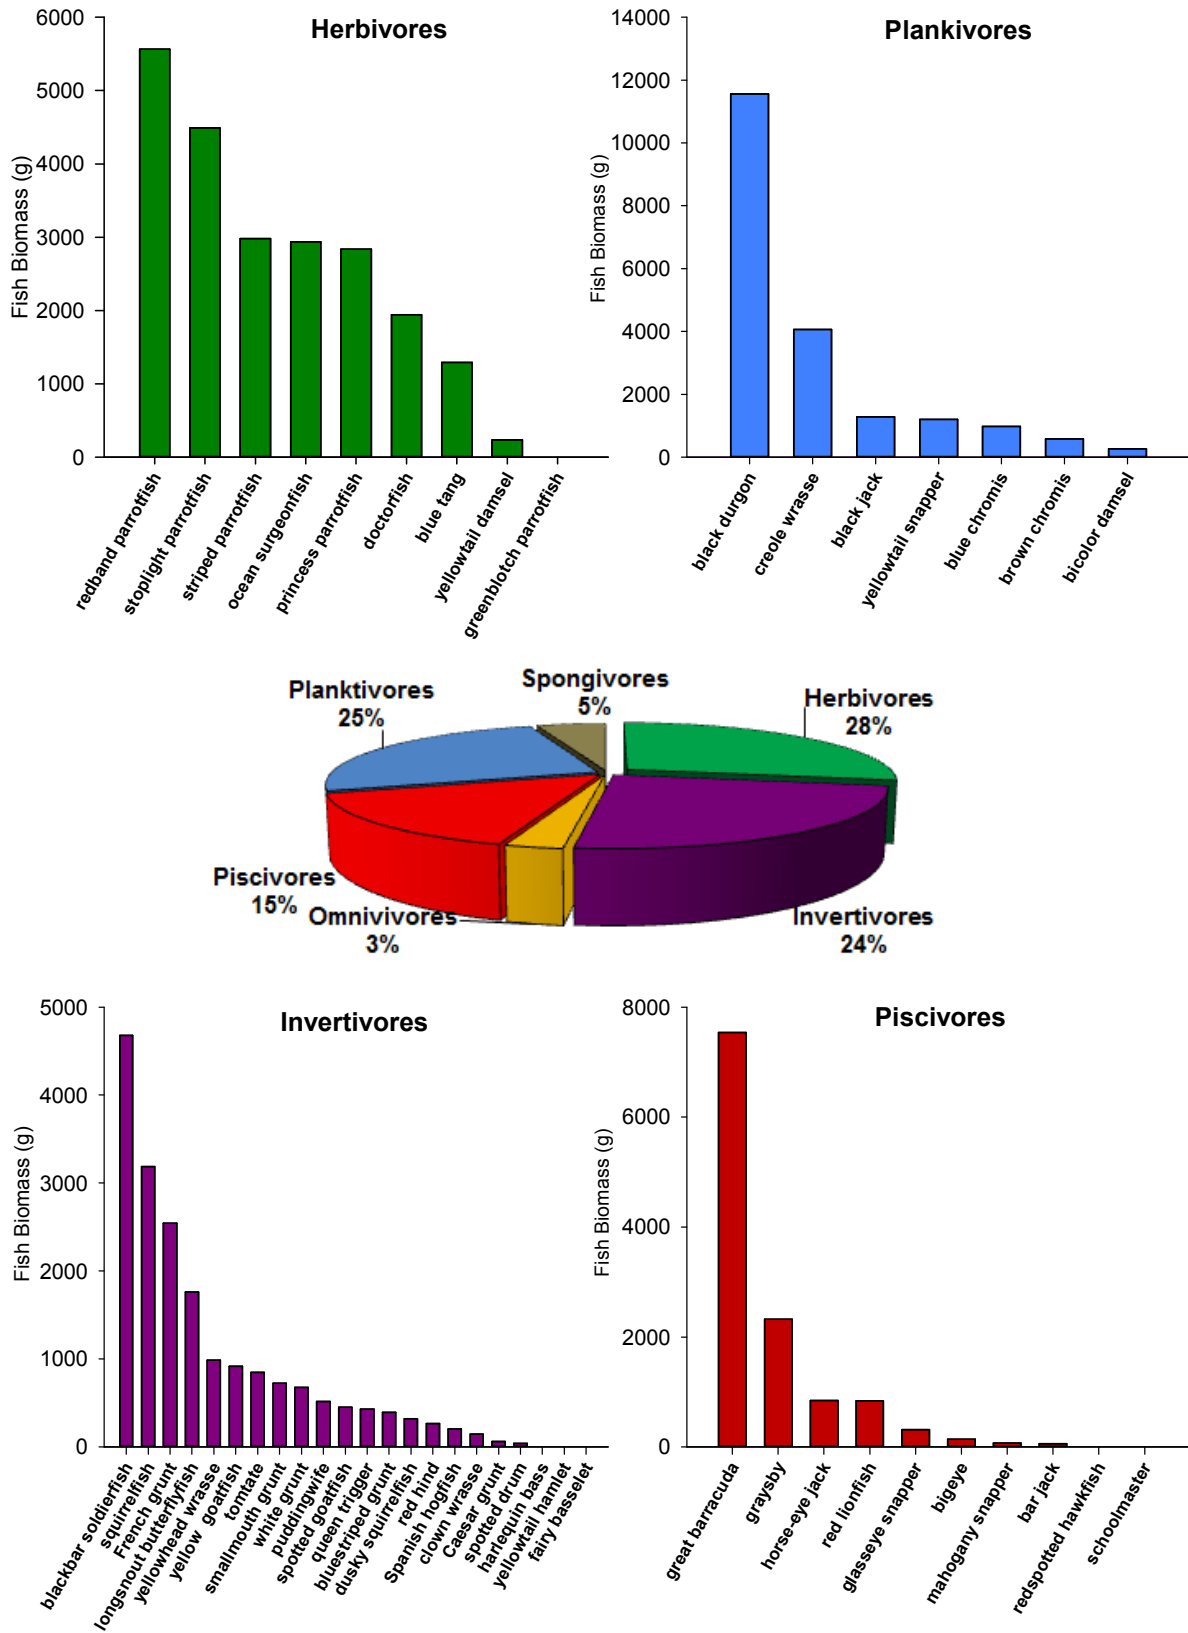 Herbivores
Fish Biomass (g)
6000
5000
4000
3000
2000
1000
0
redband parrotfish
stoplight parrotfish
striped parrotfish
ocean surgeonfish
princess parrotfish
doctorfish
blue tang
yellowtail damsel
greenblotch parrotfish
Plankivores
Fish Biomass (g)
14000
12000
10000
8000
6000
4000
2000
0
black durgon
creole wrasse
black jack
yellowtail snapper
blue chromis
brown chromis
bicolor damsel
Spongivores
5%
Planktivores
25%
Herbivores
28%
Piscivores
15%
Omnivivores
3%
Invertivores
24%
Invertivores
Fish Biomass (g)
5000
4000
3000
2000
1000
0
blackbar soldierfish
squirrelfish
French grunt
longsnout butterflyfish
yellowhead wrasse
yellow goatfish
tomtate
smallmouth grunt
white grunt
puddingwife
spotted goatfish
queen trigger
bluestriped grunt
dusky squirrelfish
red hind
Spanish hogfish
clown wrasse
Caesar grunt
spotted drum
harlequin bass
yellowtail hamlet
fairy basselet
Piscivores
Fish Biomass (g)
8000
6000
4000
2000
0
great barracuda
graysby
horse-eye jack
red lionfish
glasseye snapper
bigeye
mahogany snapper
bar jack
redspotted hawkfish
schoolmaster